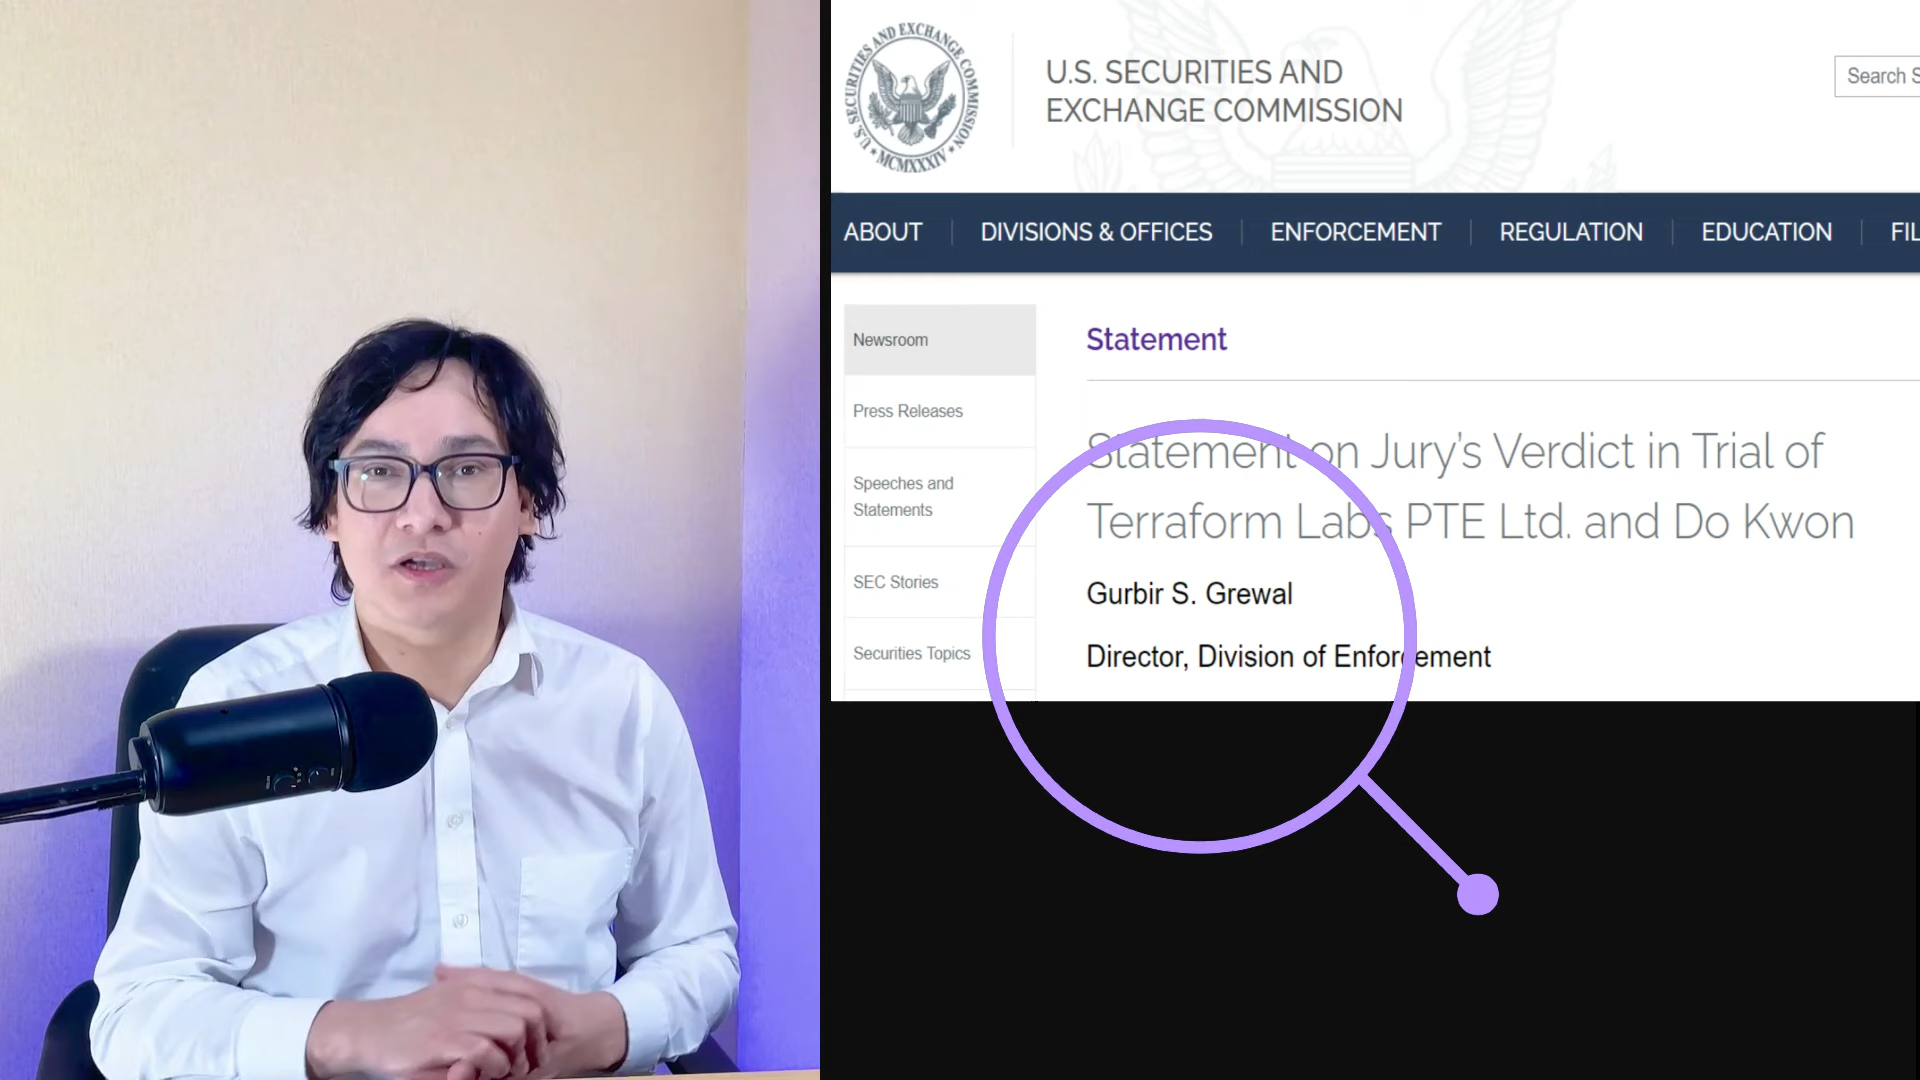 U.S. SECURITIES AND EXCHANGE COMMISSION
MCMXXXIV
U.S. SECURITIES AND
EXCHANGE COMMISSION
Search S
ABOUT
DIVISIONS & OFFICES
ENFORCEMENT
REGULATION
EDUCATION
FIL
Newsroom
Press Releases
Speeches and
Statements
SEC Stories
Securities Topics
Statement
Statement on Jury’s Verdict in Trial of
Terraform Labs PTE Ltd. and Do Kwon
Gurbir S. Grewal
Director, Division of Enforcement